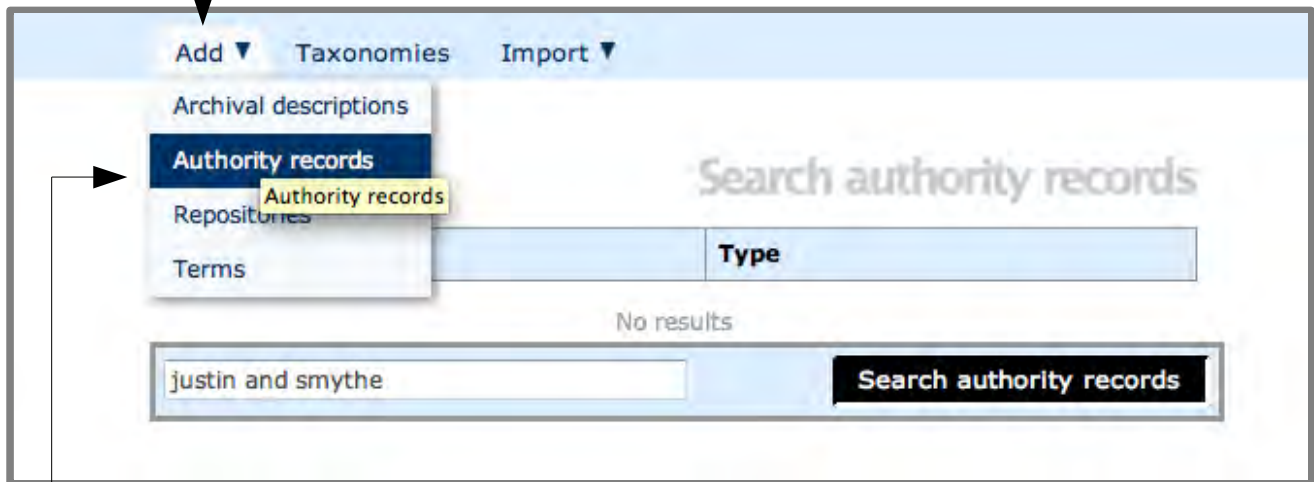 Add ▼ Taxonomies Import ▼
Archival descriptions
Authority records
Search authority records
Authority records
Repositories
Type
Terms
No results
justin and smythe
Search authority records